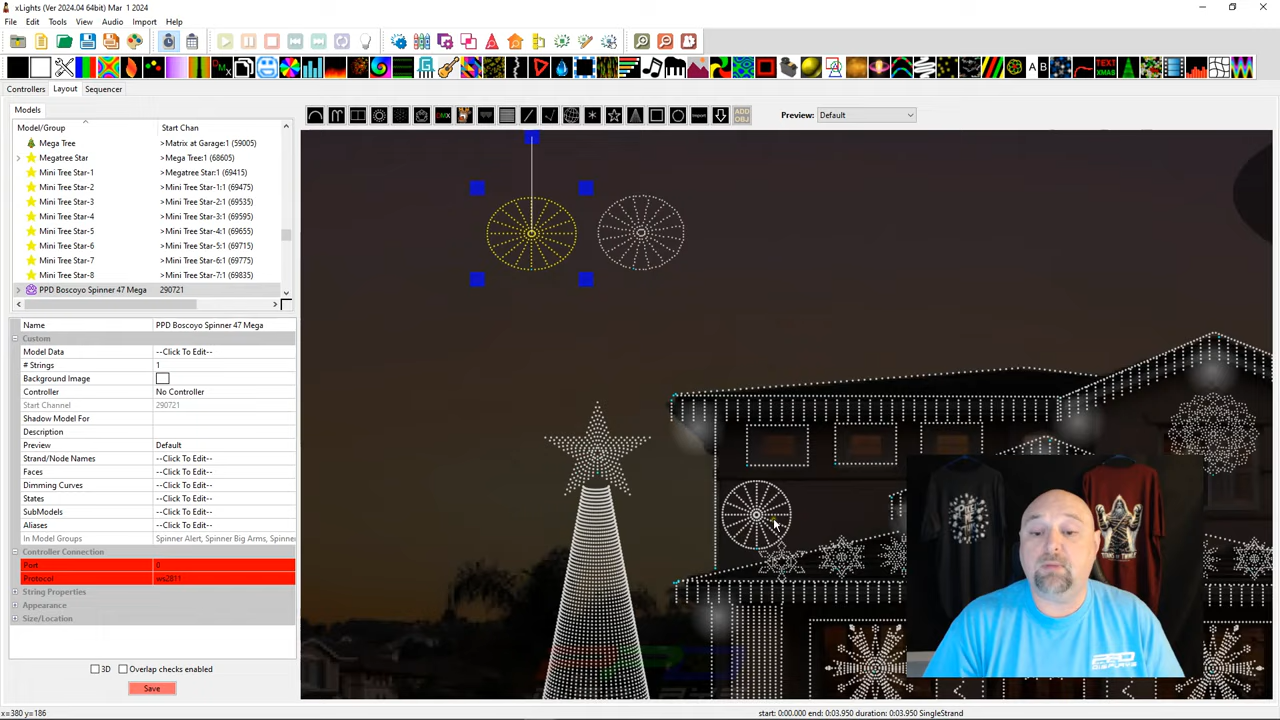 xLights (Ver 2024.04 64bit) Mar 1 2024
File Edit Tools View Audio Import Help
Controllers Layout Sequencer
Models
Preview: Default
Model/Group Start Chan
Mega Tree >Matrix at Garage:1 (59005)
Megatree Star >Mega Tree:1 (68605)
Mini Tree Star-1 >Megatree Star:1 (69415)
Mini Tree Star-2 >Mini Tree Star-1:1 (69475)
Mini Tree Star-3 >Mini Tree Star-2:1 (69535)
Mini Tree Star-4 >Mini Tree Star-3:1 (69595)
Mini Tree Star-5 >Mini Tree Star-4:1 (69655)
Mini Tree Star-6 >Mini Tree Star-5:1 (69715)
Mini Tree Star-7 >Mini Tree Star-6:1 (69775)
Mini Tree Star-8 >Mini Tree Star-7:1 (69835)
PPD Boscoyo Spinner 47 Mega 290721
Name PPD Boscoyo Spinner 47 Mega
Custom
Model Data --Click To Edit--
# Strings 1
Background Image
Controller No Controller
Start Channel 290721
Shadow Model For
Description
Preview Default
Strand/Node Names --Click To Edit--
Faces --Click To Edit--
Dimming Curves --Click To Edit--
States --Click To Edit--
SubModels --Click To Edit--
Aliases --Click To Edit--
In Model Groups Spinner Alert, Spinner Big Arms, Spinner
Controller Connection
Port 0
Protocol ws2811
String Properties
Appearance
Size/Location
3D Overlap checks enabled
Save
x=380 y=186 start: 0:00.000 end: 0:03.950 duration: 0:03.950 SingleStrand